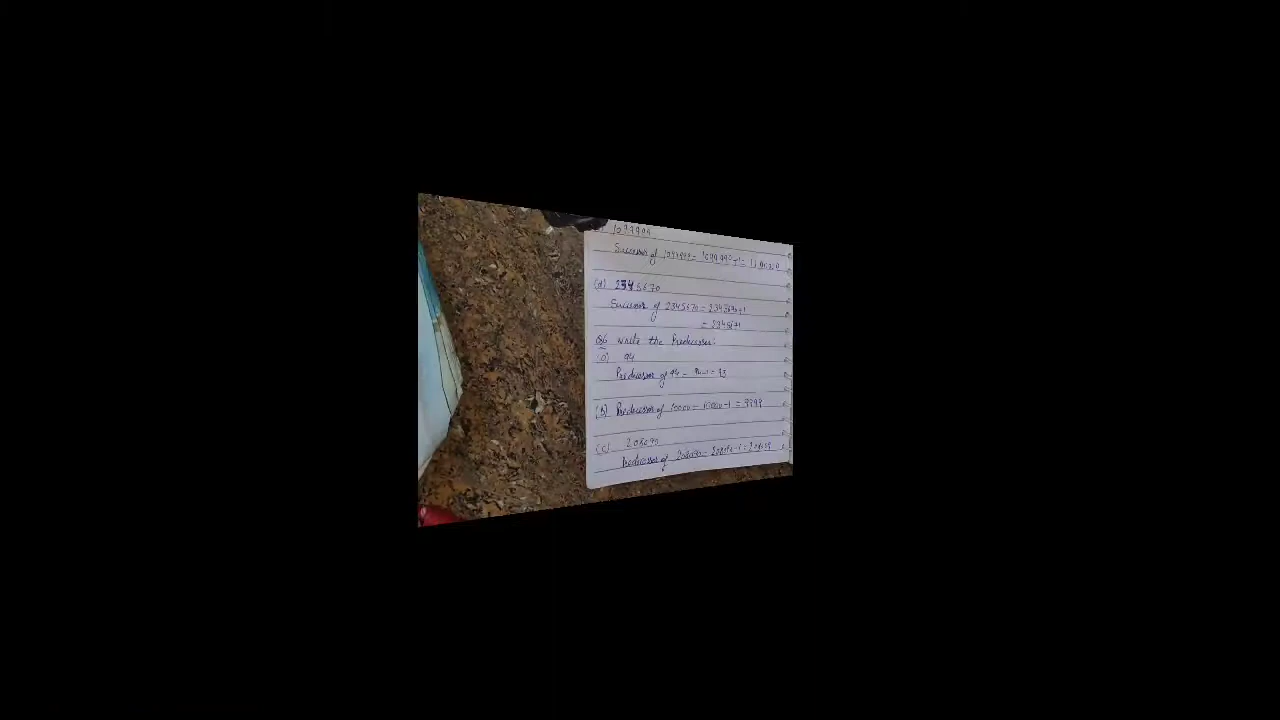 1099999
Successor of 1099999 = 1099999+1 = 1100000
(d) 2345670
Successor of 2345670 = 2345670+1
= 2345671
Q6 write the Predecessor:
(a) 94
Predecessor of 94 = 94-1 = 93
(b) Predecessor of 10000 = 10000-1 = 9999
(c) 208090
Predecessor of 208090 = 208090-1 = 208089